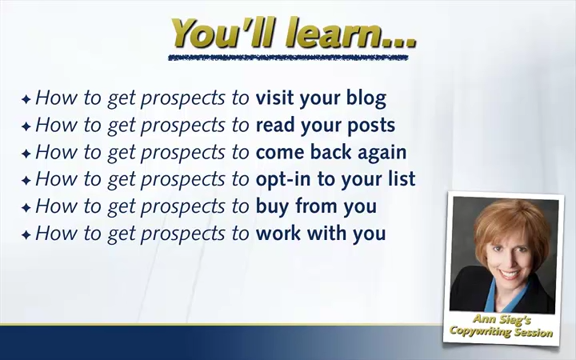 You'll learn...
How to get prospects to visit your blog
How to get prospects to read your posts
How to get prospects to come back again
How to get prospects to opt-in to your list
How to get prospects to buy from you
How to get prospects to work with you
Ann Sieg's
Copywriting Session